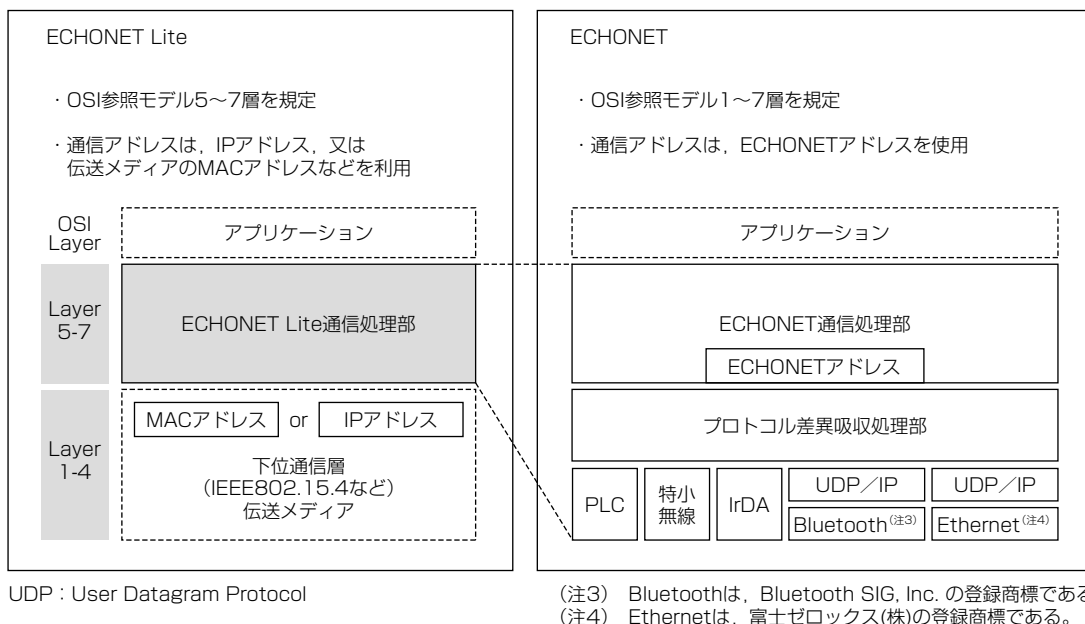 ECHONET Lite
・OSI参照モデル5～7層を規定
・通信アドレスは，IPアドレス，又は
伝送メディアのMACアドレスなどを利用
OSI
Layer
アプリケーション
Layer
5-7
ECHONET Lite通信処理部
Layer
1-4
MACアドレス or IPアドレス
下位通信層
（IEEE802.15.4など）
伝送メディア
UDP：User Datagram Protocol
ECHONET
・OSI参照モデル1～7層を規定
・通信アドレスは，ECHONETアドレスを使用
アプリケーション
ECHONET通信処理部
ECHONETアドレス
プロトコル差異吸収処理部
PLC
特小
無線
IrDA
UDP／IP
Bluetooth(注3)
UDP／IP
Ethernet(注4)
(注3) Bluetoothは，Bluetooth SIG, Inc. の登録商標である
(注4) Ethernetは，富士ゼロックス(株)の登録商標である。